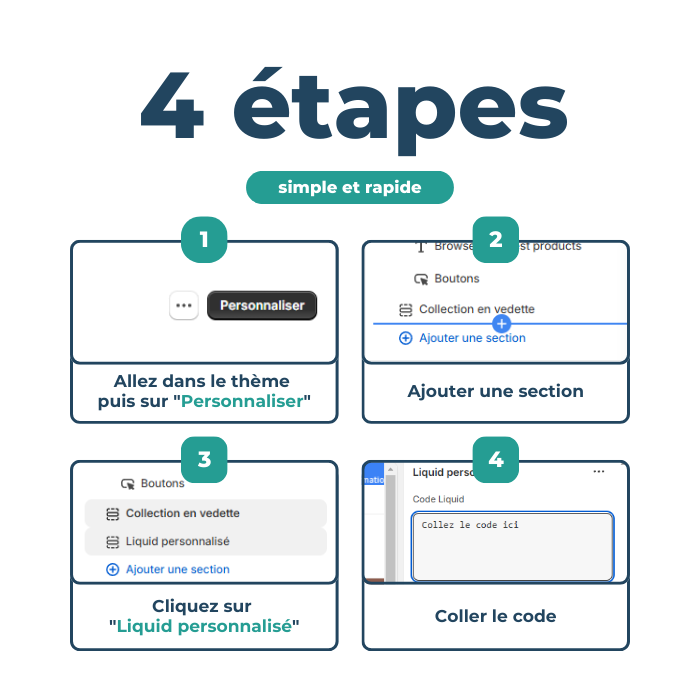 4 étapes
simple et rapide
1
Personnaliser
Allez dans le thème
puis sur "Personnaliser"
2
Browse st products
Boutons
Collection en vedette
Ajouter une section
Ajouter une section
3
Boutons
Collection en vedette
Liquid personnalisé
Ajouter une section
Cliquez sur
"Liquid personnalisé"
4
Liquid perso
Code Liquid
Collez le code ici
Coller le code